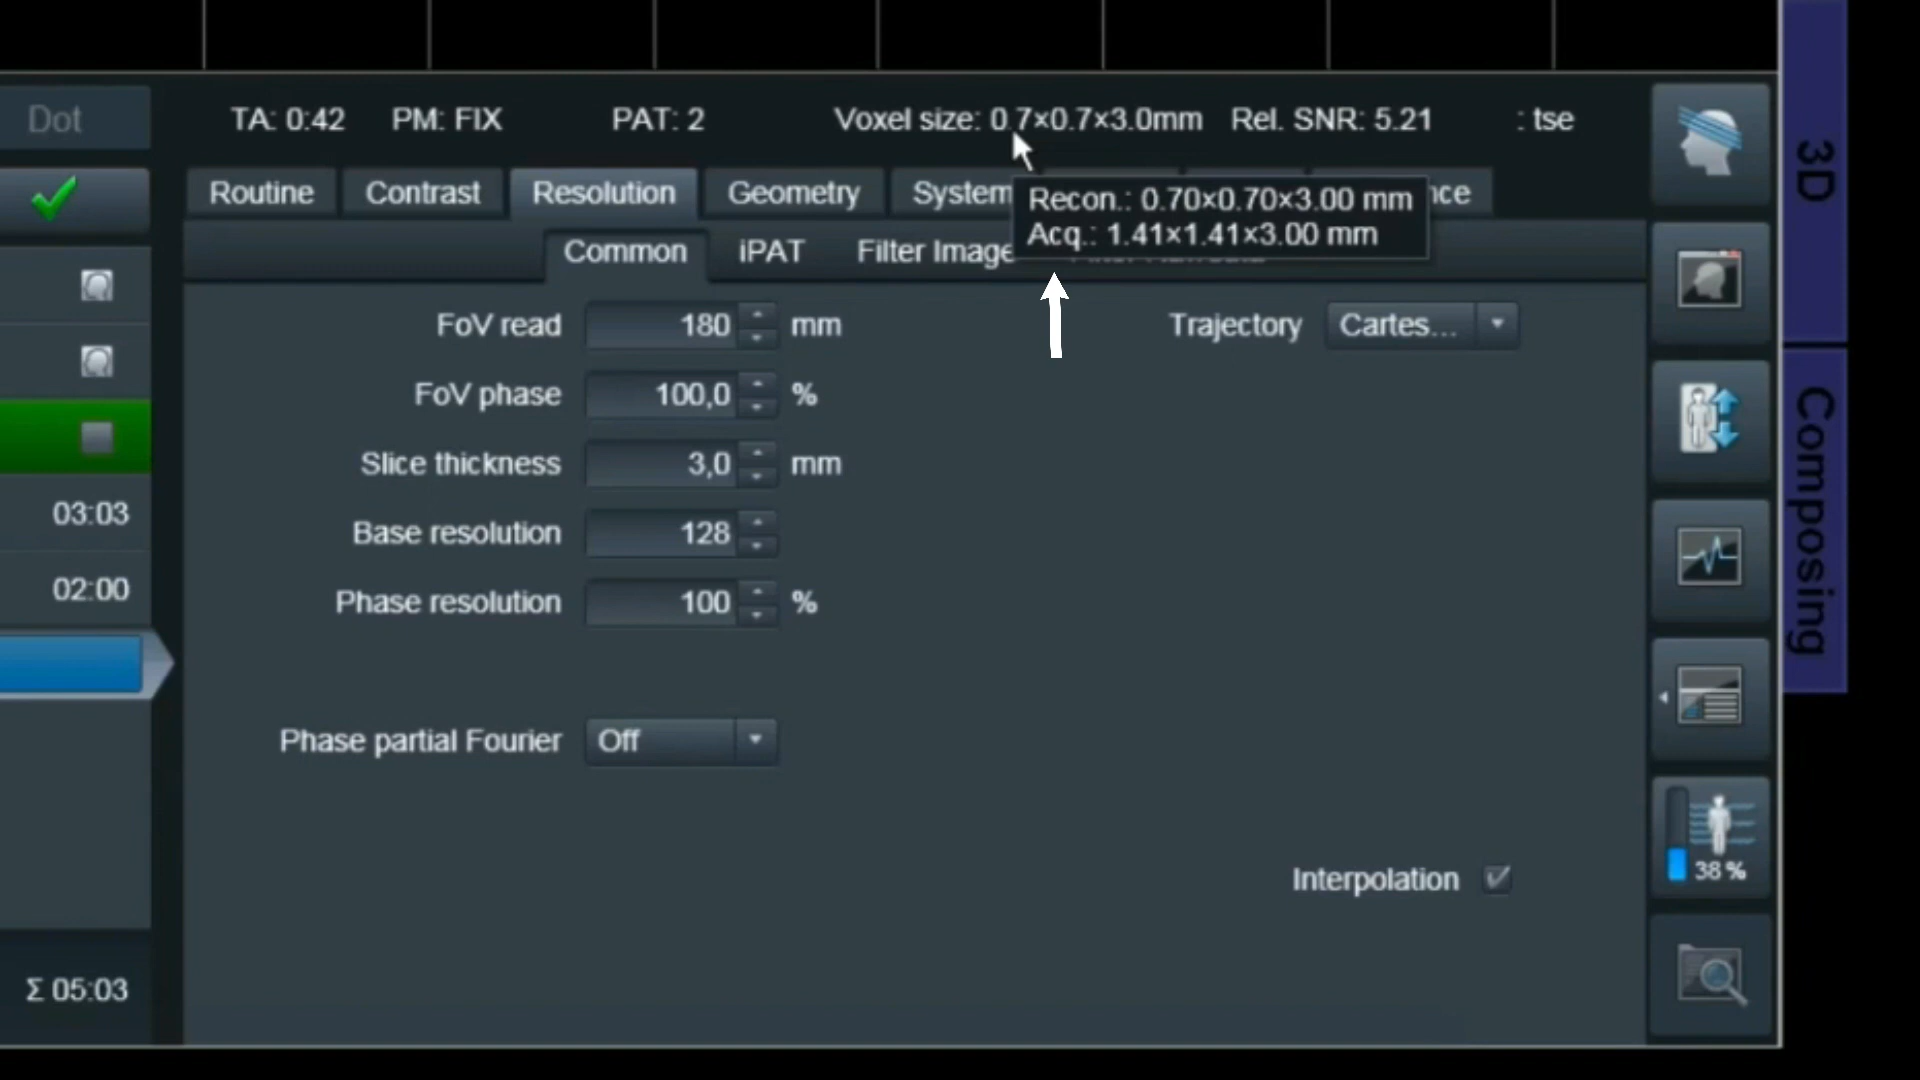 Dot
TA: 0:42 PM: FIX PAT: 2 Voxel size: 0.7×0.7×3.0mm Rel. SNR: 5.21 : tse
Routine Contrast Resolution Geometry System nce
Recon.: 0.70×0.70×3.00 mm
Acq.: 1.41×1.41×3.00 mm
Common iPAT Filter Image
FoV read 180 mm Trajectory Cartes...
FoV phase 100,0 %
Slice thickness 3,0 mm
03:03
Base resolution 128
02:00
Phase resolution 100 %
Phase partial Fourier Off
Interpolation
38 %
Σ 05:03
3D
Composing